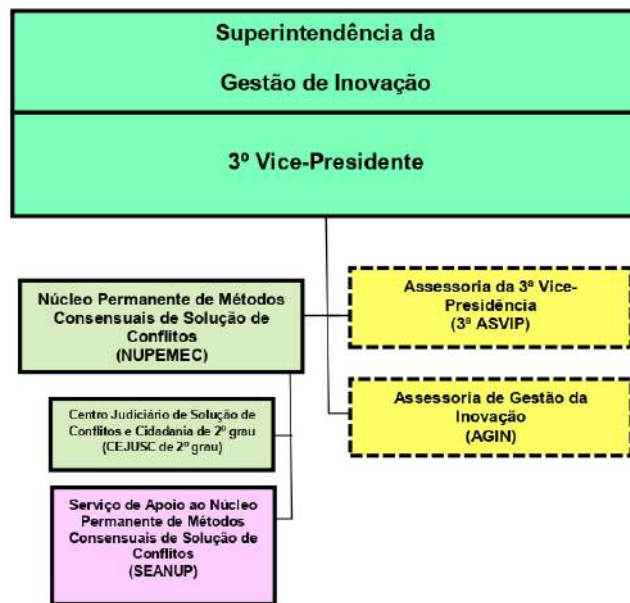 Superintendência da
Gestão de Inovação
3º Vice-Presidente
Núcleo Permanente de Métodos
Consensuais de Solução de
Conflitos
(NUPEMEC)
Assessoria da 3ª Vice-
Presidência
(3ª ASVIP)
Centro Judiciário de Solução de
Conflitos e Cidadania de 2º grau
(CEJUSC de 2º grau)
Assessoria de Gestão da
Inovação
(AGIN)
Serviço de Apoio ao Núcleo
Permanente de Métodos
Consensuais de Solução de
Conflitos
(SEANUP)